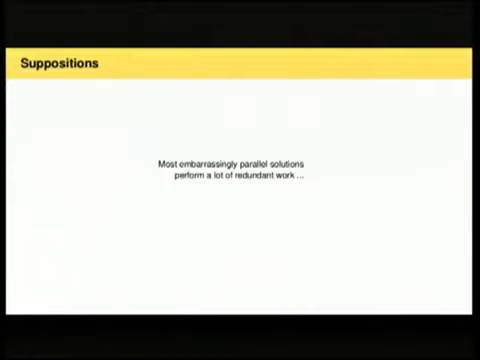 Suppositions
Most embarrassingly parallel solutions
perform a lot of redundant work ...